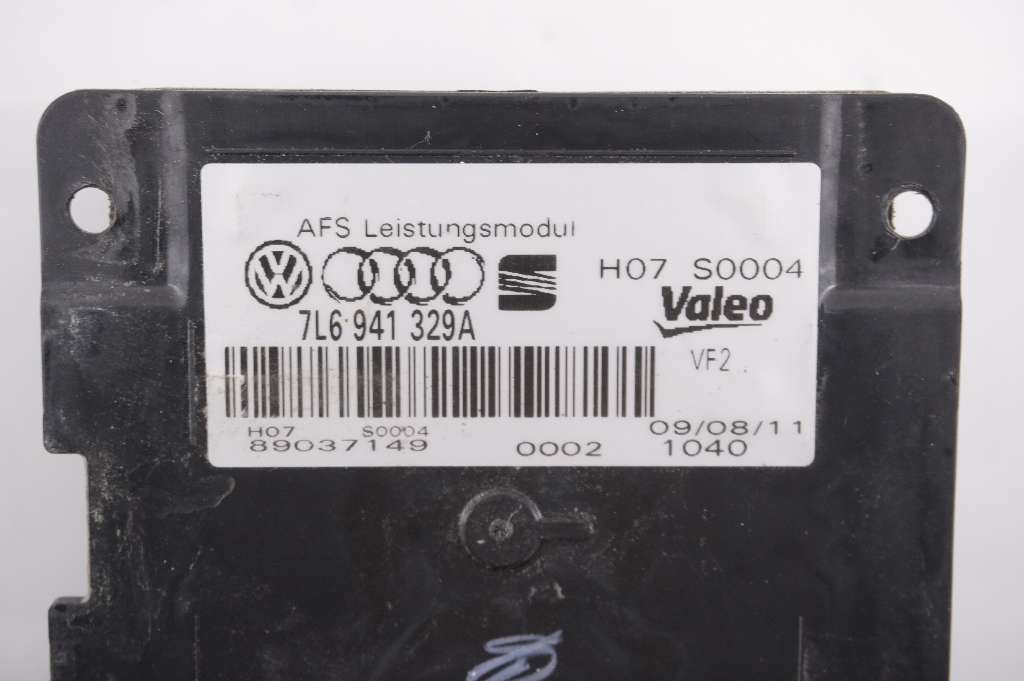 AFS Leistungsmodul
H07 S0004
Valeo
7L6 941 329A
VF2
H07 S0004
89037149 0002 09/08/11
1040